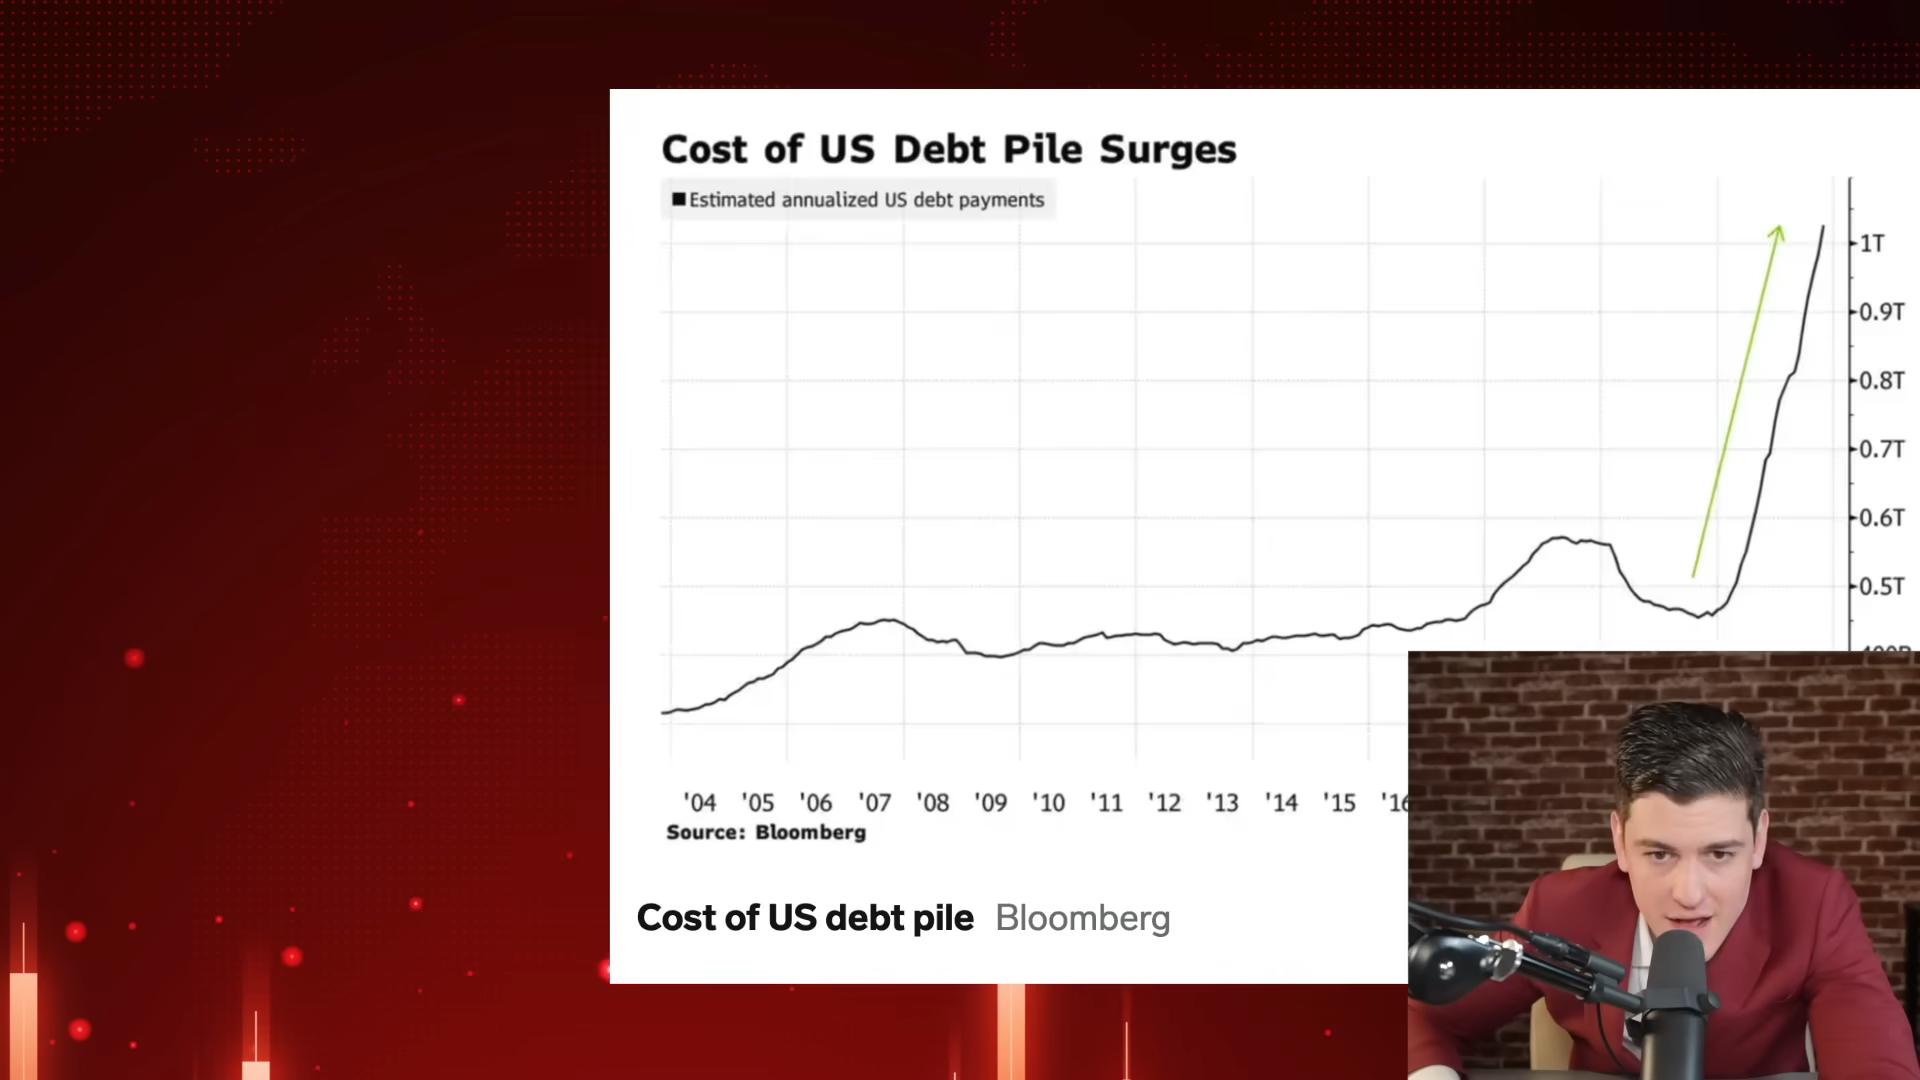 Cost of US Debt Pile Surges
Estimated annualized US debt payments
1T
0.9T
0.8T
0.7T
0.6T
0.5T
'04 '05 '06 '07 '08 '09 '10 '11 '12 '13 '14 '15
Source: Bloomberg
Cost of US debt pile Bloomberg